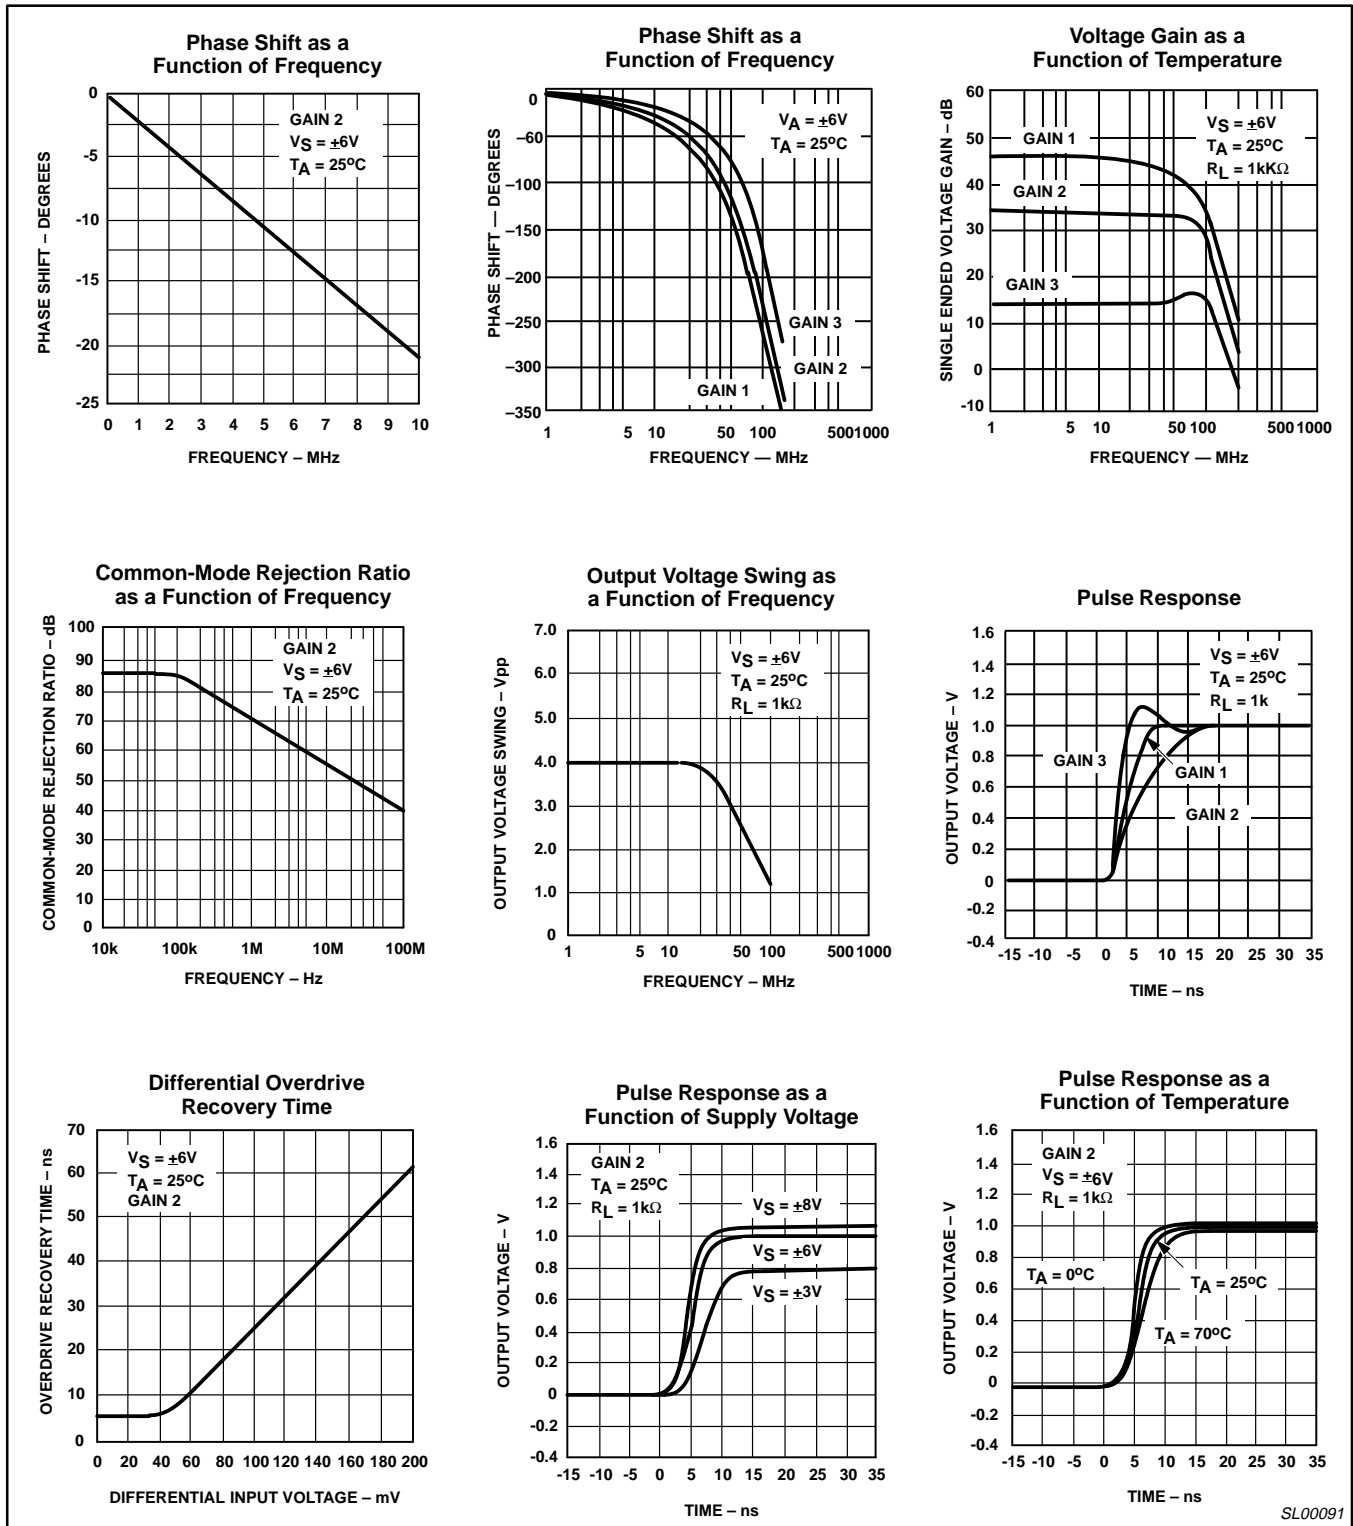 Phase Shift as a
Function of Frequency
0
-5
-10
-15
-20
-25
PHASE SHIFT – DEGREES
GAIN 2
VS = ±6V
TA = 25oC
0 1 2 3 4 5 6 7 8 9 10
FREQUENCY – MHz
Phase Shift as a
Function of Frequency
0
–60
–100
–150
–200
–250
–300
–350
PHASE SHIFT — DEGREES
VA = ±6V
TA = 25oC
GAIN 3
GAIN 2
GAIN 1
1 5 10 50 100 500 1000
FREQUENCY — MHz
Voltage Gain as a
Function of Temperature
60
50
40
30
20
10
0
-10
SINGLE ENDED VOLTAGE GAIN – dB
VS = ±6V
TA = 25oC
RL = 1kKΩ
GAIN 1
GAIN 2
GAIN 3
1 5 10 50 100 500 1000
FREQUENCY — MHz
Common-Mode Rejection Ratio
as a Function of Frequency
100
90
80
70
60
50
40
30
20
10
0
COMMON-MODE REJECTION RATIO – dB
GAIN 2
VS = ±6V
TA = 25oC
10k 100k 1M 10M 100M
FREQUENCY – Hz
Output Voltage Swing as
a Function of Frequency
7.0
6.0
5.0
4.0
3.0
2.0
1.0
0
OUTPUT VOLTAGE SWING – Vpp
VS = ±6V
TA = 25oC
RL = 1kΩ
1 5 10 50 100 500 1000
FREQUENCY – MHz
Pulse Response
1.6
1.4
1.2
1.0
0.8
0.6
0.4
0.2
0
-0.2
-0.4
OUTPUT VOLTAGE – V
VS = ±6V
TA = 25oC
RL = 1k
GAIN 3
GAIN 1
GAIN 2
-15 -10 -5 0 5 10 15 20 25 30 35
TIME – ns
Differential Overdrive
Recovery Time
70
60
50
40
30
20
10
0
OVERDRIVE RECOVERY TIME – ns
VS = ±6V
TA = 25oC
GAIN 2
0 20 40 60 80 100 120 140 160 180 200
DIFFERENTIAL INPUT VOLTAGE – mV
Pulse Response as a
Function of Supply Voltage
1.6
1.4
1.2
1.0
0.8
0.6
0.4
0.2
0
-0.2
-0.4
OUTPUT VOLTAGE – V
GAIN 2
TA = 25oC
RL = 1kΩ
VS = ±8V
VS = ±6V
VS = ±3V
-15 -10 -5 0 5 10 15 20 25 30 35
TIME – ns
Pulse Response as a
Function of Temperature
1.6
1.4
1.2
1.0
0.8
0.6
0.4
0.2
0
-0.2
-0.4
OUTPUT VOLTAGE – V
GAIN 2
VS = ±6V
RL = 1kΩ
TA = 0oC
TA = 25oC
TA = 70oC
-15 -10 -5 0 5 10 15 20 25 30 35
TIME – ns
SL00091